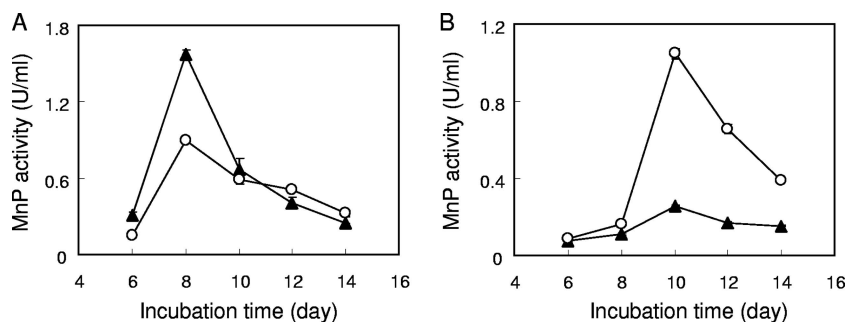 A
MnP activity (U/ml)
1.8
1.2
0.6
0
4 6 8 10 12 14 16
Incubation time (day)
B
MnP activity (U/ml)
1.2
0.8
0.4
0
4 6 8 10 12 14 16
Incubation time (day)